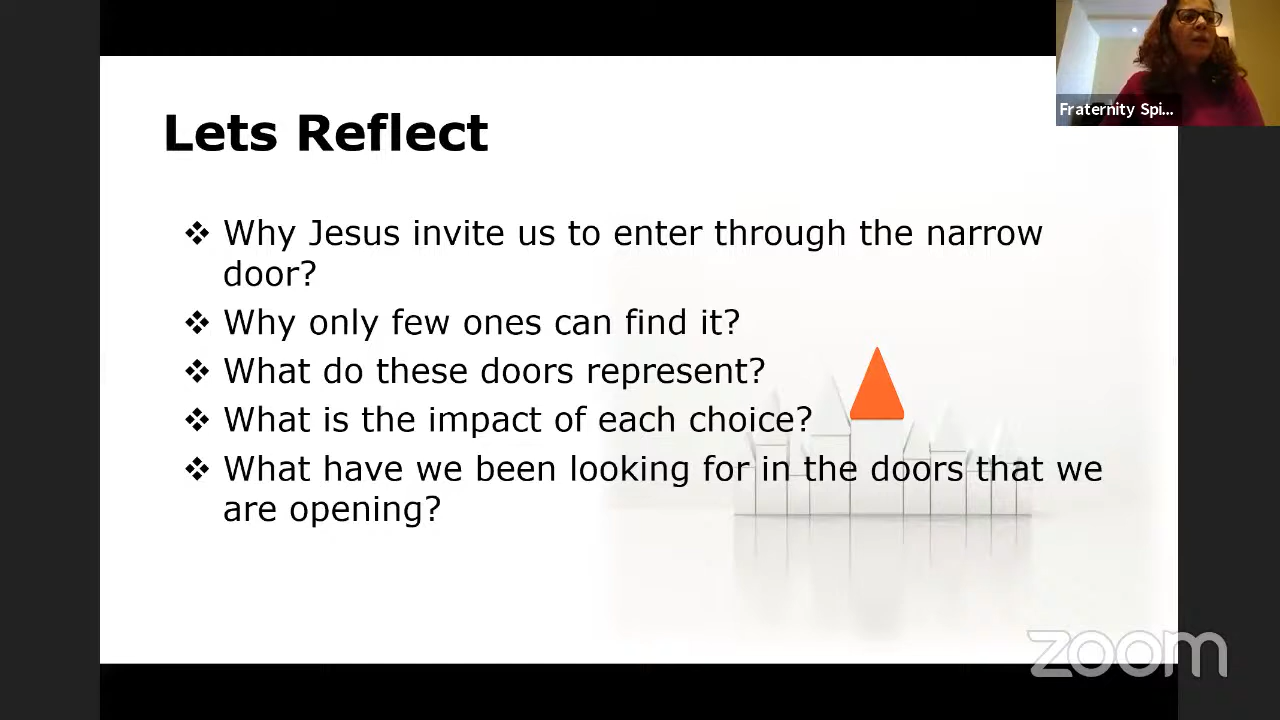 Fraternity Spi...
Lets Reflect
❖ Why Jesus invite us to enter through the narrow
door?
❖ Why only few ones can find it?
❖ What do these doors represent?
❖ What is the impact of each choice?
❖ What have we been looking for in the doors that we
are opening?
zoom